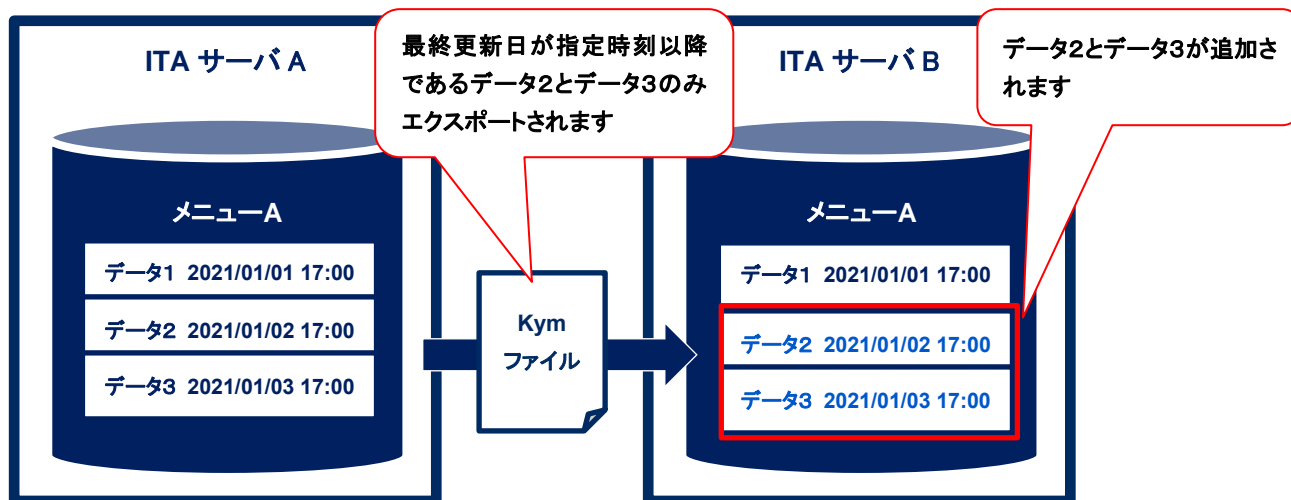 ITA サーバ A
最終更新日が指定時刻以降
であるデータ2とデータ3のみ
エクスポートされます
ITA サーバ B
データ2とデータ3が追加さ
れます
メニューA
データ1 2021/01/01 17:00
データ2 2021/01/02 17:00
データ3 2021/01/03 17:00
Kym
ファイル
メニューA
データ1 2021/01/01 17:00
データ2 2021/01/02 17:00
データ3 2021/01/03 17:00